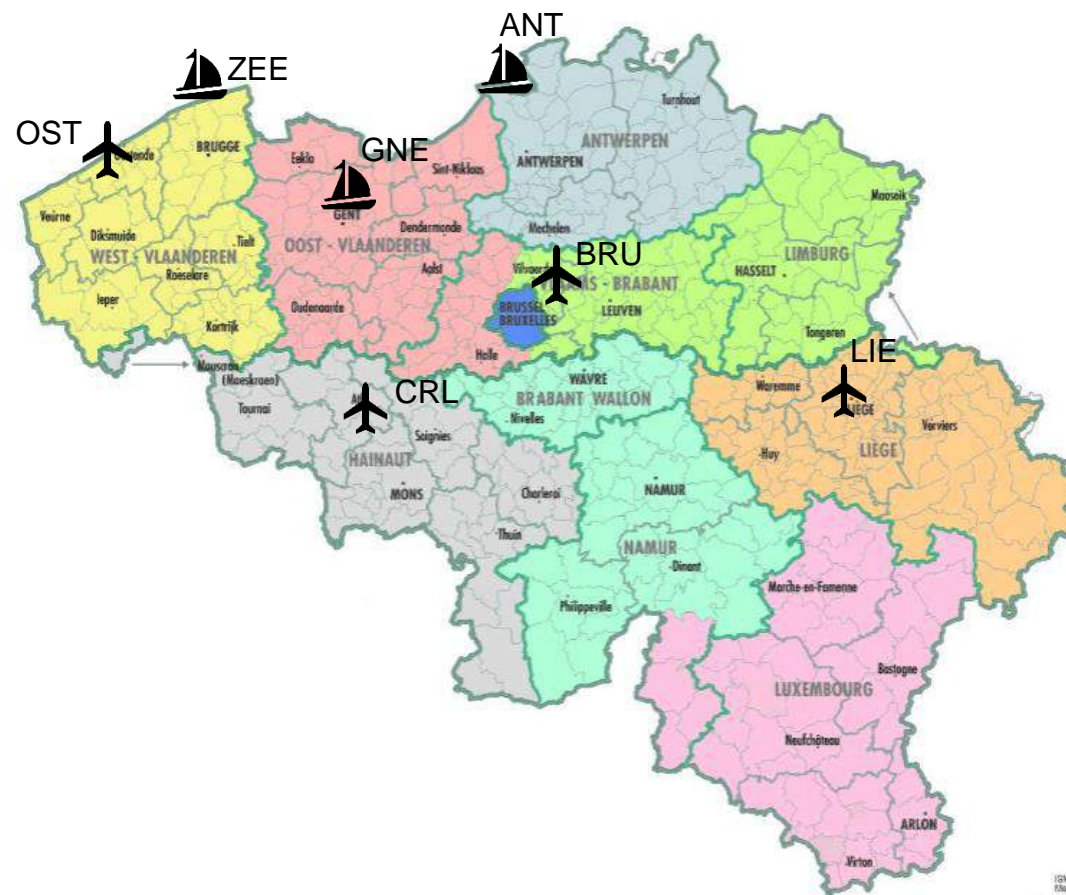 ANT
ZEE
OST
Turnhout
BRUGGE
ANTWERPEN
GNE
Eeklo
Sint-Niklaas
ANTWERPEN
Maaseik
Veurne
GENT
Dendermonde
Mechelen
Diksmuide
Tielt
OOST - VLAANDEREN
BRU
LIMBURG
WEST - VLAANDEREN
Roeselare
Aalst
HASSELT
Ieper
Oudenaarde
BRUSSEL
BRUXELLES
LEUVEN
Kortrijk
Tongeren
Halle
LIE
Mouscron
(Moeskroen)
WAVRE
Waremme
CRL
BRABANT WALLON
Tournai
Nivelles
Soignies
Verviers
HAINAUT
Huy
LIEGE
MONS
Charleroi
NAMUR
Thuin
NAMUR
Dinant
Marche-en-Famenne
Philippeville
Bastogne
LUXEMBOURG
Neufchâteau
ARLON
Virton